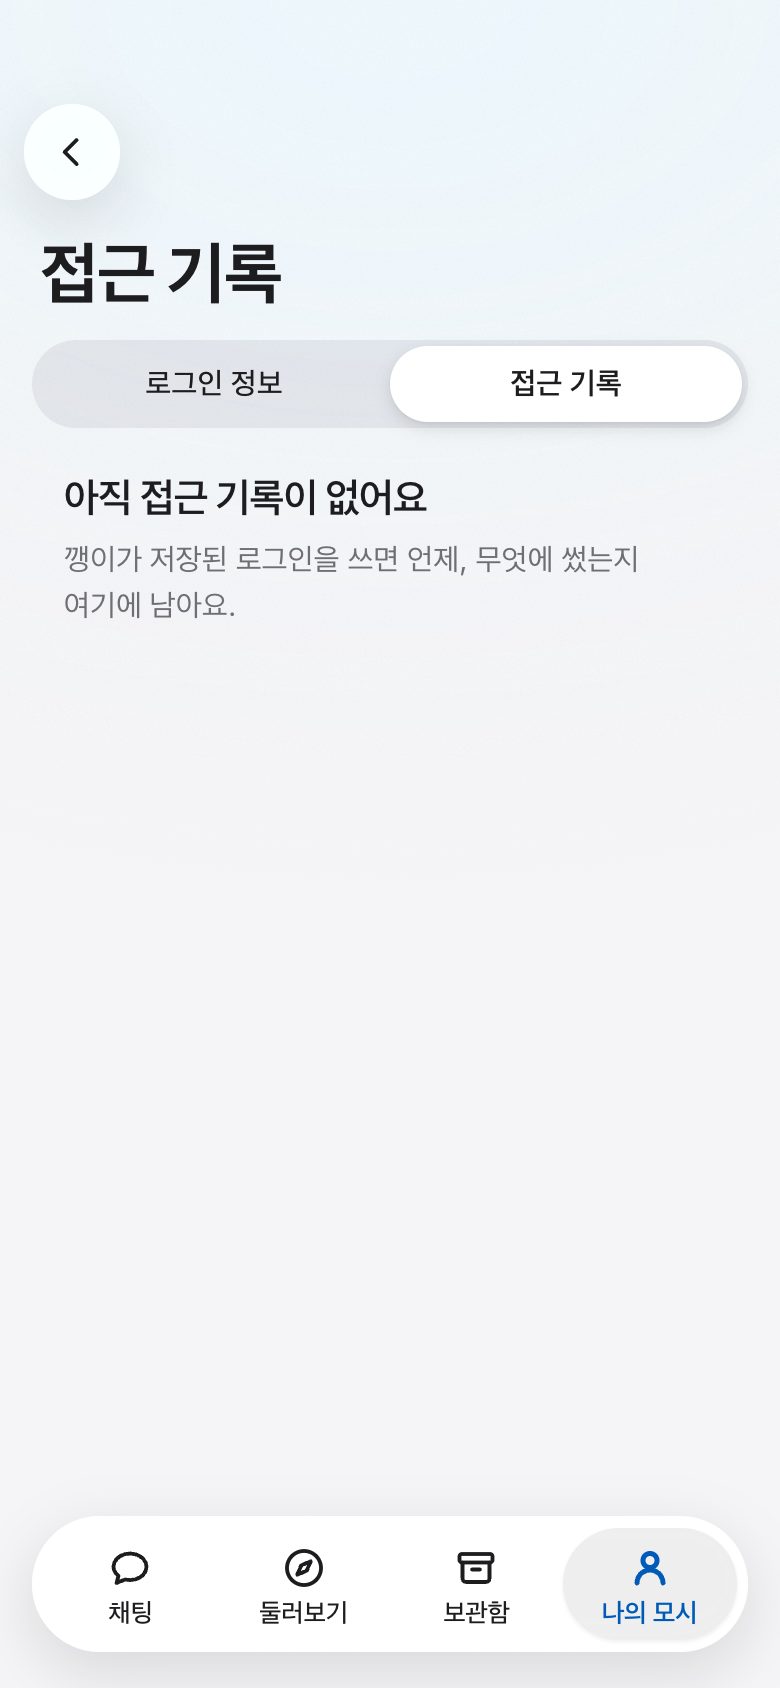 접근 기록
로그인 정보
접근 기록
아직 접근 기록이 없어요
깽이가 저장된 로그인을 쓰면 언제, 무엇에 썼는지
여기에 남아요.
채팅
둘러보기
보관함
나의 모시